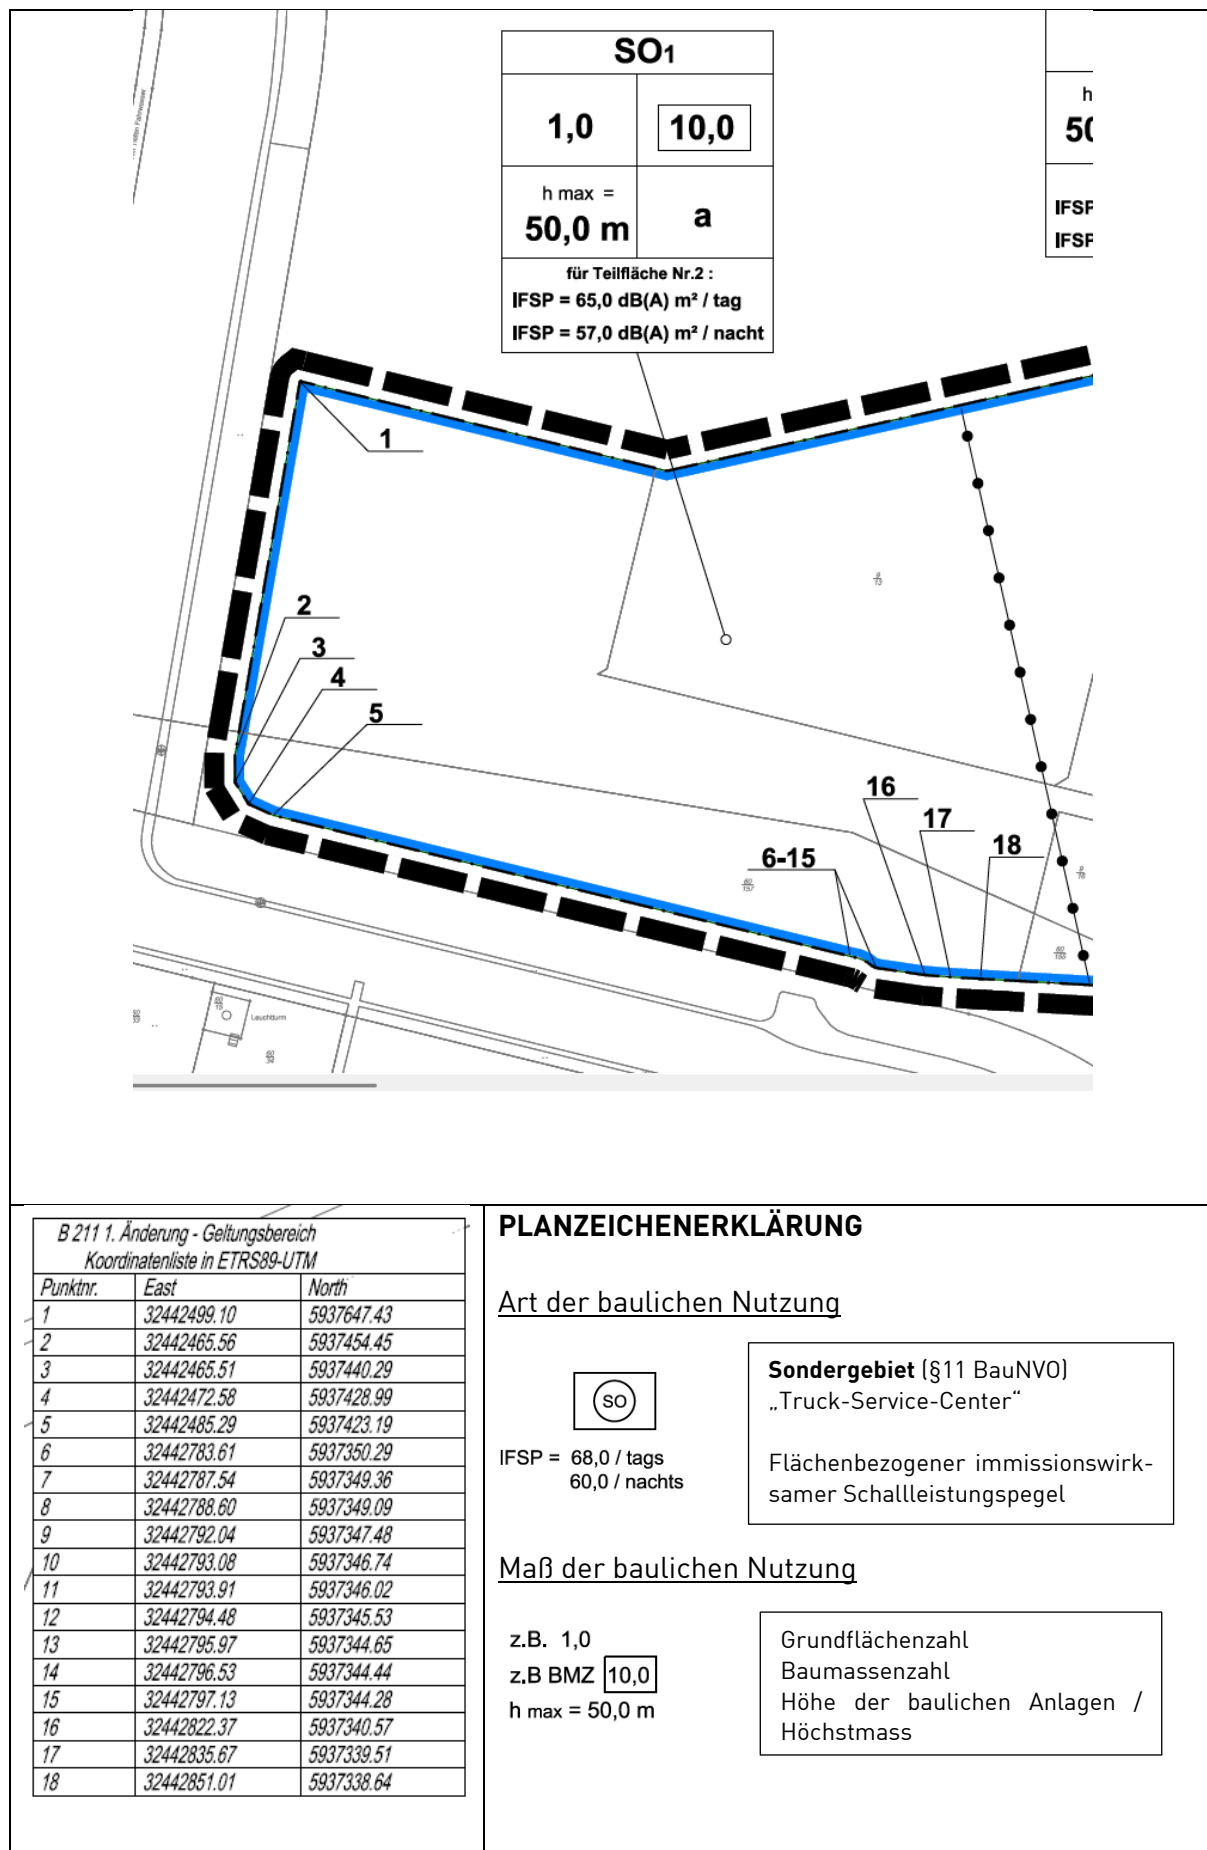 SO1
1,0
10,0
h max =
50,0 m
a
für Teilfläche Nr.2 :
IFSP = 65,0 dB(A) m² / tag
IFSP = 57,0 dB(A) m² / nacht
h
50
IFSP
IFSP
1
2
3
4
5
16
17
18
6-15
Leuchtturm
B 211 1. Änderung - Geltungsbereich
Koordinatenliste in ETRS89-UTM
Punktnr. East North
1 32442499.10 5937647.43
2 32442465.56 5937454.45
3 32442465.51 5937440.29
4 32442472.58 5937428.99
5 32442485.29 5937423.19
6 32442783.61 5937350.29
7 32442787.54 5937349.36
8 32442788.60 5937349.09
9 32442792.04 5937347.48
10 32442793.08 5937346.74
11 32442793.91 5937346.02
12 32442794.48 5937345.53
13 32442795.97 5937344.65
14 32442796.53 5937344.44
15 32442797.13 5937344.28
16 32442822.37 5937340.57
17 32442835.67 5937339.51
18 32442851.01 5937338.64
PLANZEICHENERKLÄRUNG
Art der baulichen Nutzung
SO
IFSP = 68,0 / tags
60,0 / nachts
Sondergebiet (§11 BauNVO)
„Truck-Service-Center“
Flächenbezogener immissionswirk-
samer Schallleistungspegel
Maß der baulichen Nutzung
z.B. 1,0
z.B BMZ 10,0
h max = 50,0 m
Grundflächenzahl
Baumassenzahl
Höhe der baulichen Anlagen /
Höchstmass